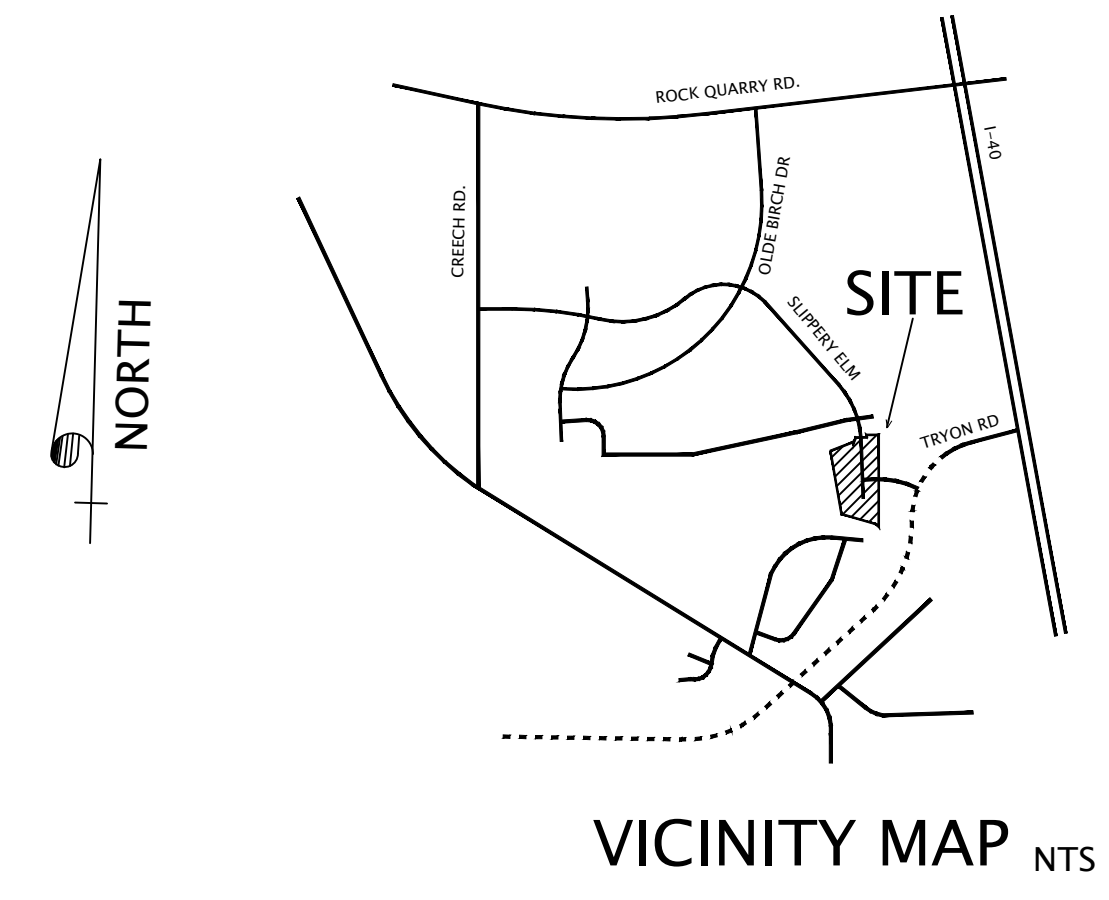 ROCK QUARRY RD.
I-40
CREECH RD.
OLDE BIRCH DR
SITE
SLIPPERY ELM
NORTH
TRYON RD
VICINITY MAP NTS